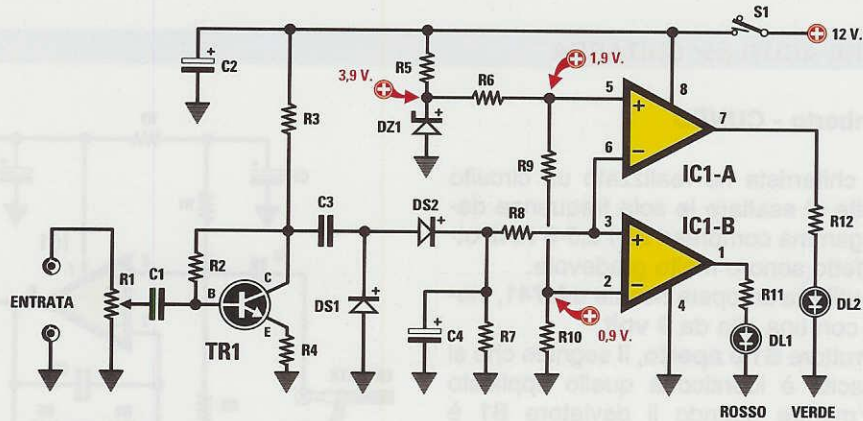 S1
12 V.
C2
R5
3,9 V.
R6
1,9 V.
5
8
R3
DZ1
7
6
R9
IC1-A
C3
DS2
R8
IC1-B
R12
R1
C1
R2
C
B
E
ENTRATA
3
1
2
4
DS1
C4
R7
R10
0,9 V.
R11
DL2
TR1
R4
DL1
ROSSO
VERDE